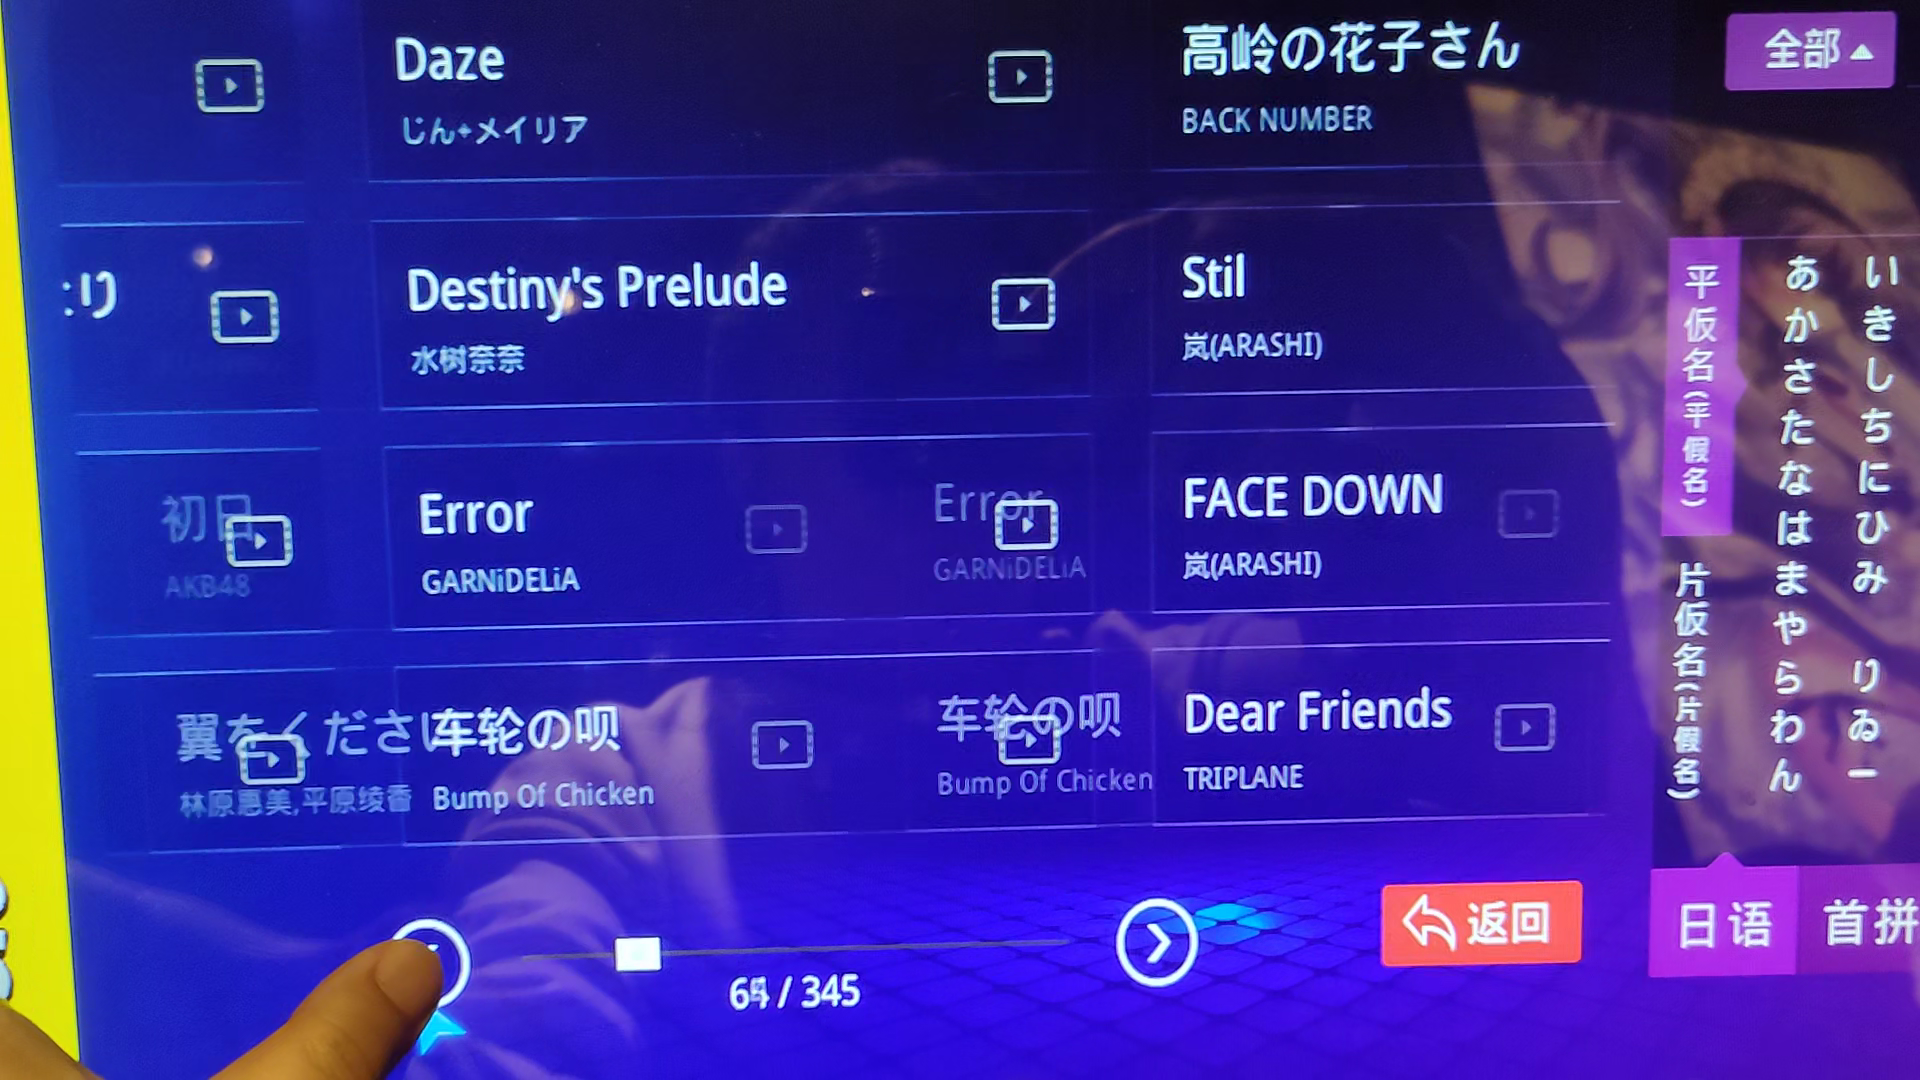 Daze
じん+メイリア
高岭の花子さん
BACK NUMBER
全部
り
Destiny's Prelude
水树奈奈
Stil
岚(ARASHI)
初日
AKB48
Error
GARNiDELiA
Error
GARNiDELiA
FACE DOWN
岚(ARASHI)
翼をくださ
林原惠美,平原绫香
车轮の呗
Bump Of Chicken
车轮の呗
Bump Of Chicken
Dear Friends
TRIPLANE
/ 345
返回
平仮名(平假名)
片仮名(片假名)
あかさたなはまやらわん
いきしちにひみ りゐー
日语
首拼